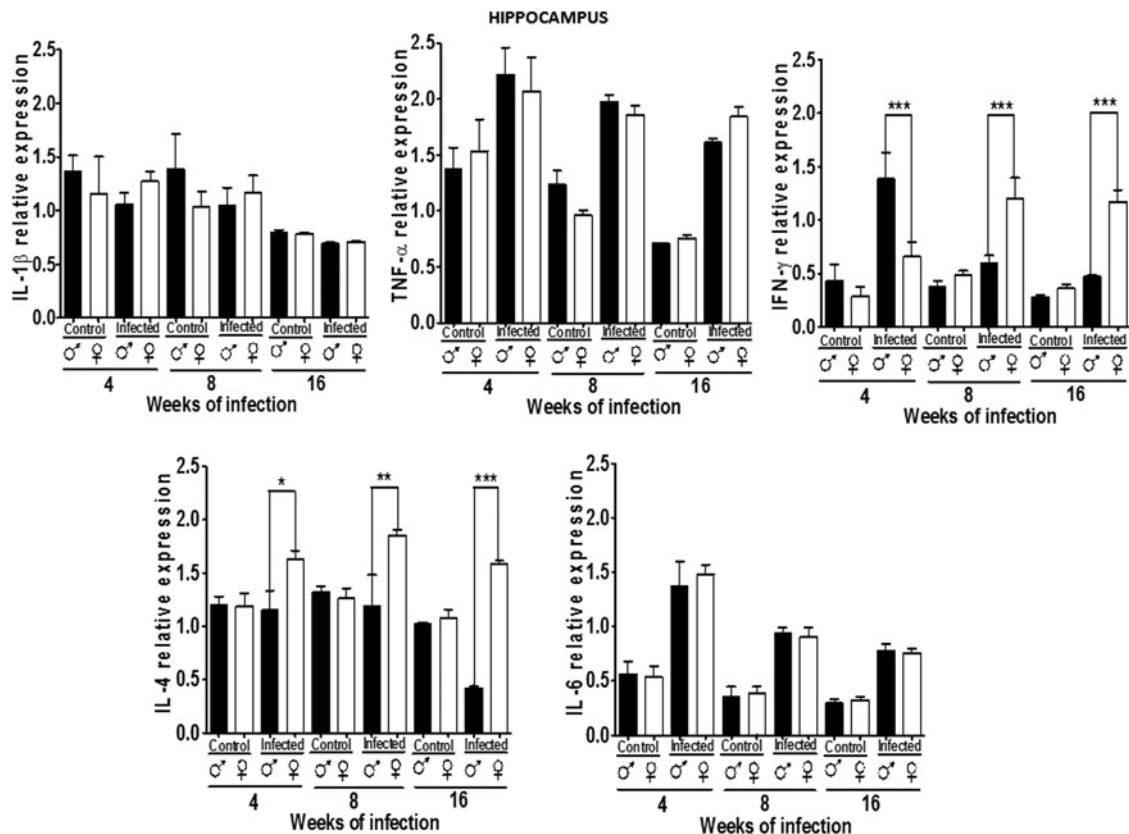 HIPPOCAMPUS
IL-1β relative expression
2.5
2.0
1.5
1.0
0.5
0.0
Control Infected Control Infected Control Infected
♂ ♀ ♂ ♀ ♂ ♀ ♂ ♀ ♂ ♀ ♂ ♀
4 8 16
Weeks of infection
TNF-α relative expression
2.5
2.0
1.5
1.0
0.5
0.0
Control Infected Control Infected Control Infected
♂ ♀ ♂ ♀ ♂ ♀ ♂ ♀ ♂ ♀ ♂ ♀
4 8 16
Weeks of infection
IFN-γ relative expression
2.5
2.0
1.5
1.0
0.5
0.0
*** *** ***
Control Infected Control Infected Control Infected
♂ ♀ ♂ ♀ ♂ ♀ ♂ ♀ ♂ ♀ ♂ ♀
4 8 16
Weeks of infection
IL-4 relative expression
2.5
2.0
1.5
1.0
0.5
0.0
* ** ***
Control Infected Control Infected Control Infected
♂ ♀ ♂ ♀ ♂ ♀ ♂ ♀ ♂ ♀ ♂ ♀
4 8 16
Weeks of infection
IL-6 relative expression
2.5
2.0
1.5
1.0
0.5
0.0
Control Infected Control Infected Control Infected
♂ ♀ ♂ ♀ ♂ ♀ ♂ ♀ ♂ ♀ ♂ ♀
4 8 16
Weeks of infection